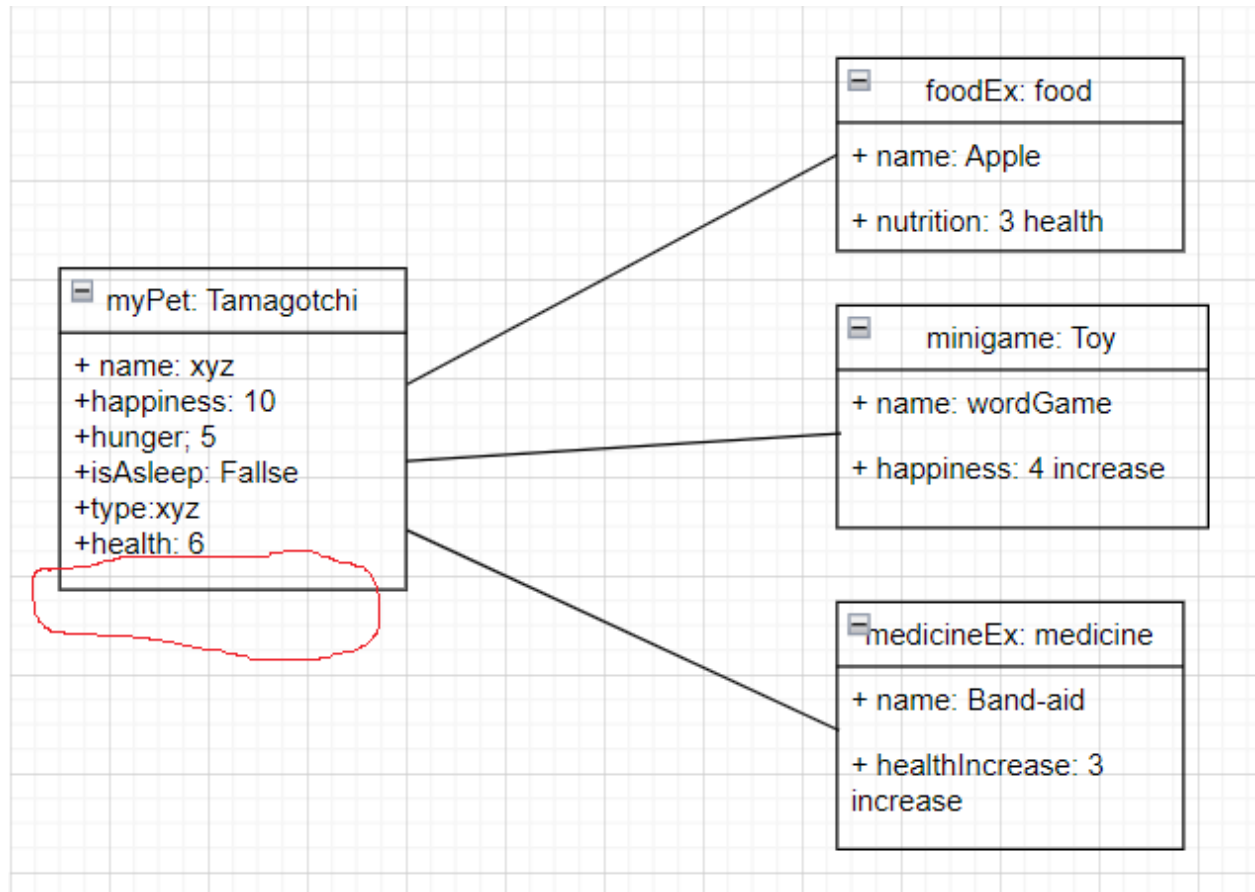 myPet: Tamagotchi
+ name: xyz
+happiness: 10
+hunger; 5
+isAsleep: Fallse
+type:xyz
+health: 6
foodEx: food
+ name: Apple
+ nutrition: 3 health
minigame: Toy
+ name: wordGame
+ happiness: 4 increase
medicineEx: medicine
+ name: Band-aid
+ healthIncrease: 3
increase